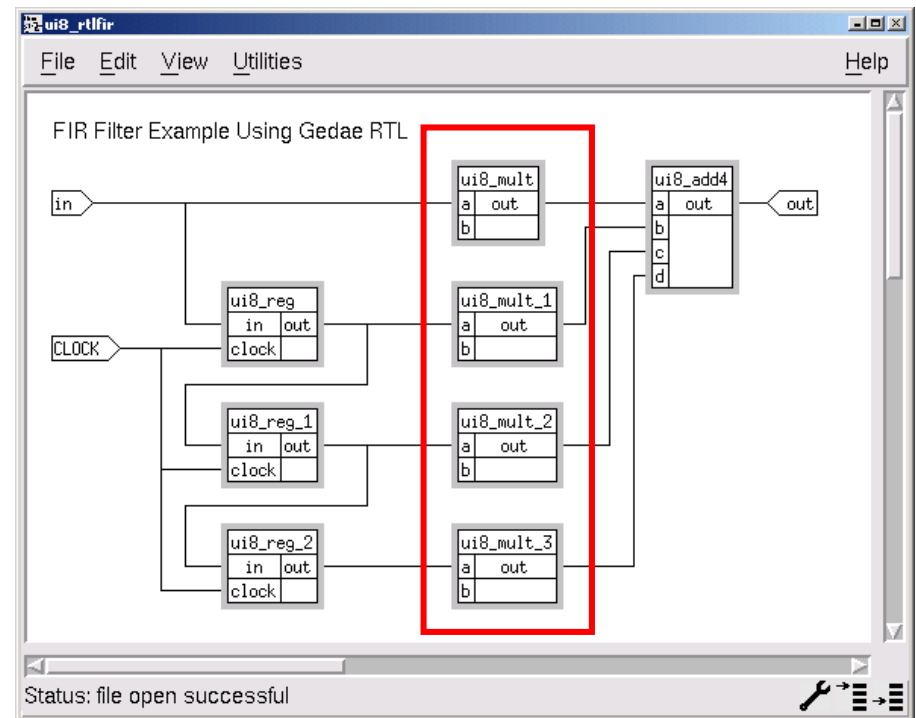 ui8_rtlfir
File Edit View Utilities Help
FIR Filter Example Using Gedae RTL
in
ui8_mult
a out
b
ui8_add4
a out
b
c
d
out
ui8_reg
in out
clock
ui8_mult_1
a out
b
CLOCK
ui8_reg_1
in out
clock
ui8_mult_2
a out
b
ui8_reg_2
in out
clock
ui8_mult_3
a out
b
Status: file open successful